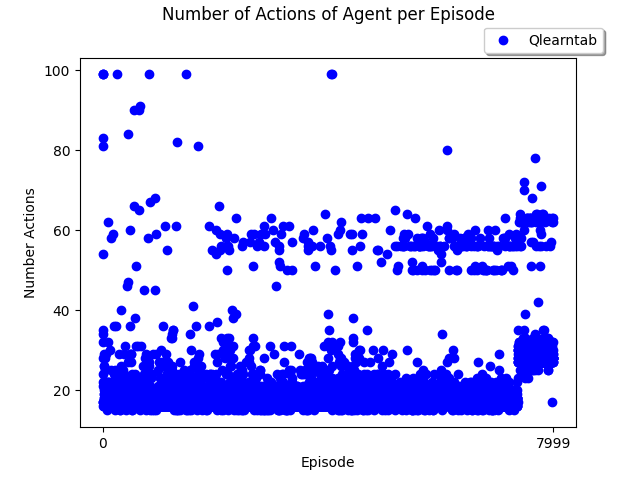 Number of Actions of Agent per Episode
Qlearntab
100
80
60
40
20
Number Actions
0
7999
Episode